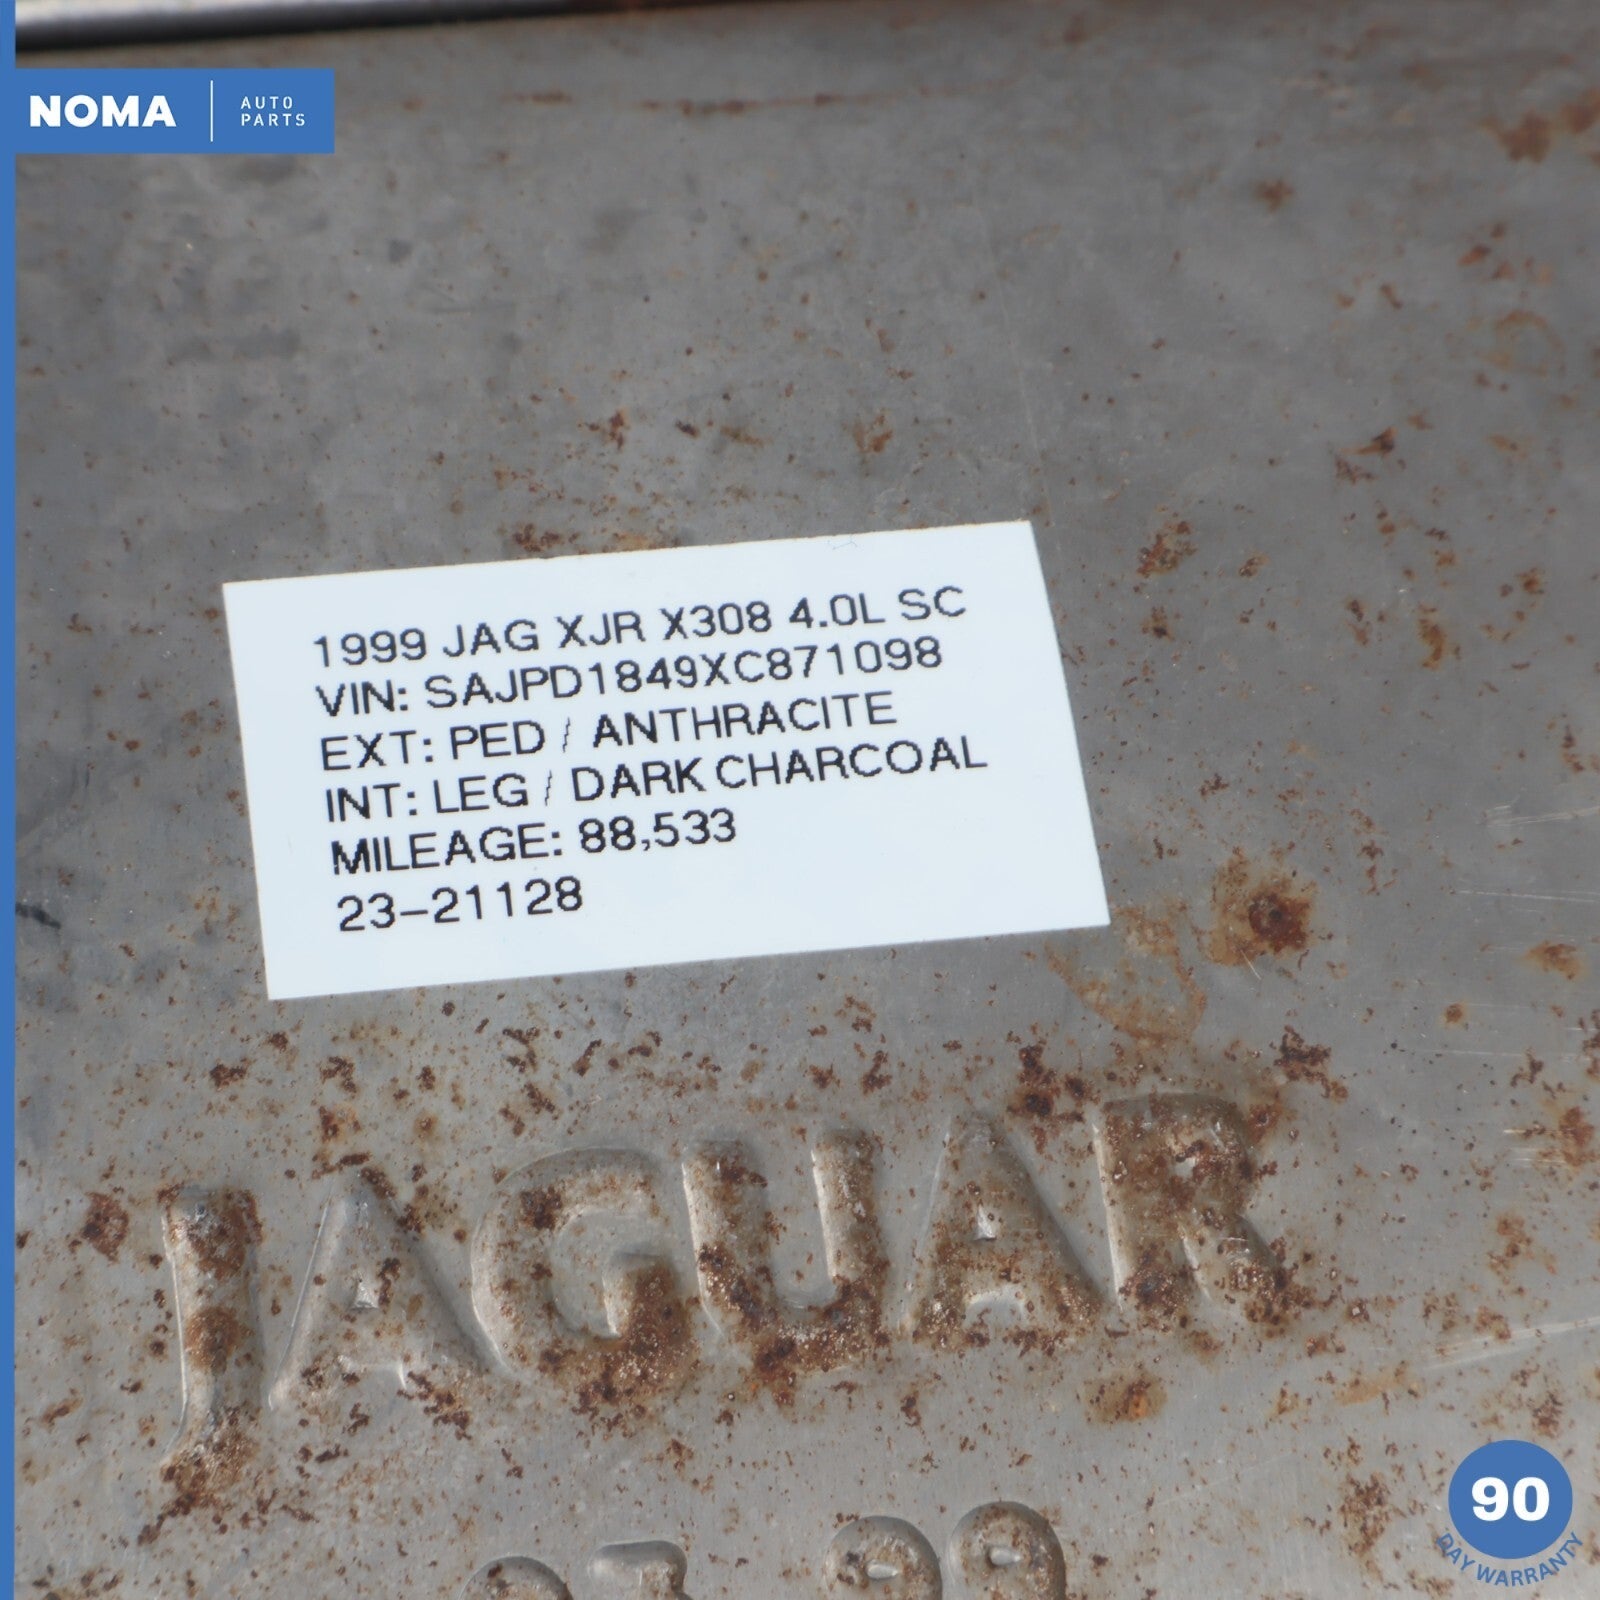 NOMA
AUTO
PARTS
1999 JAG XJR X308 4.0L SC
VIN: SAJPD1849XC871098
EXT: PED / ANTHRACITE
INT: LEG / DARK CHARCOAL
MILEAGE: 88,533
23-21128
JAGUAR
90
DAY WARRANTY